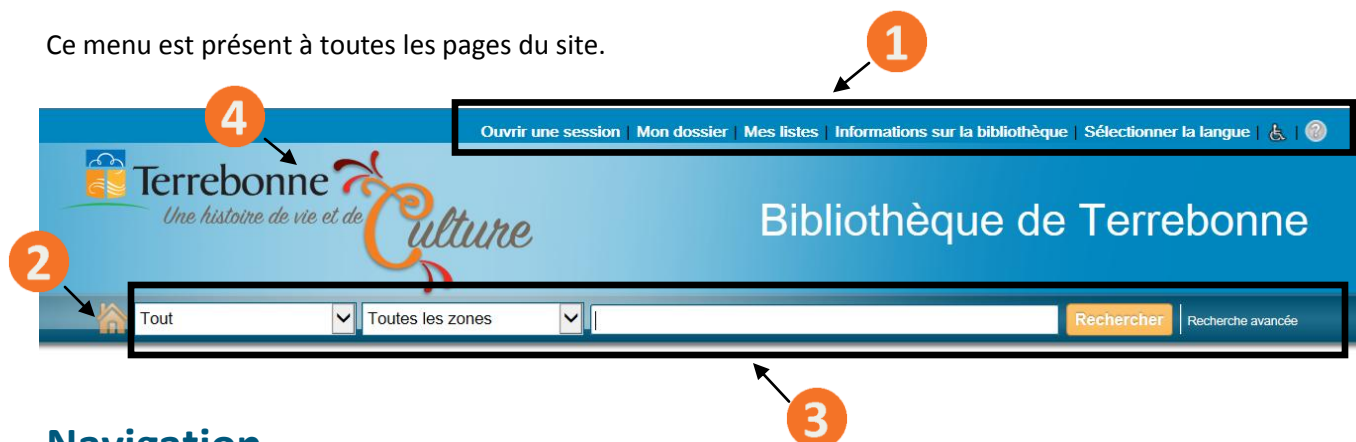 Ce menu est présent à toutes les pages du site.
1
4
Ouvrir une session | Mon dossier | Mes listes | Informations sur la bibliothèque | Sélectionner la langue | | ?
Terrebonne
Une histoire de vie et de Culture
Bibliothèque de Terrebonne
2
Tout Toutes les zones Rechercher Recherche avancée
3
Navigation